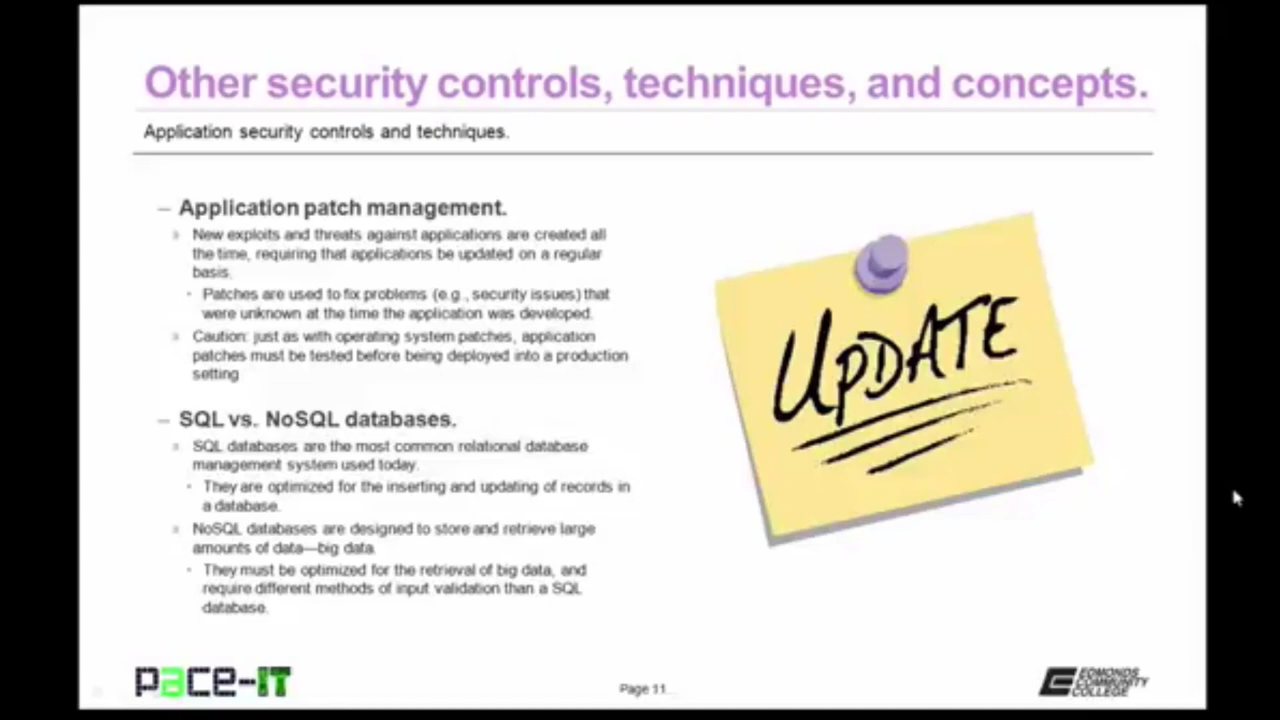 Other security controls, techniques, and concepts.
Application security controls and techniques.
– Application patch management.
» New exploits and threats against applications are created all
the time, requiring that applications be updated on a regular
basis.
• Patches are used to fix problems (e.g., security issues) that
were unknown at the time the application was developed.
» Caution: just as with operating system patches, application
patches must be tested before being deployed into a production
setting
– SQL vs. NoSQL databases.
» SQL databases are the most common relational database
management system used today.
• They are optimized for the inserting and updating of records in
a database.
» NoSQL databases are designed to store and retrieve large
amounts of data—big data.
• They must be optimized for the retrieval of big data, and
require different methods of input validation than a SQL
database.
UPDATE
pace-IT
Page 11
EDMONDS
COMMUNITY
COLLEGE